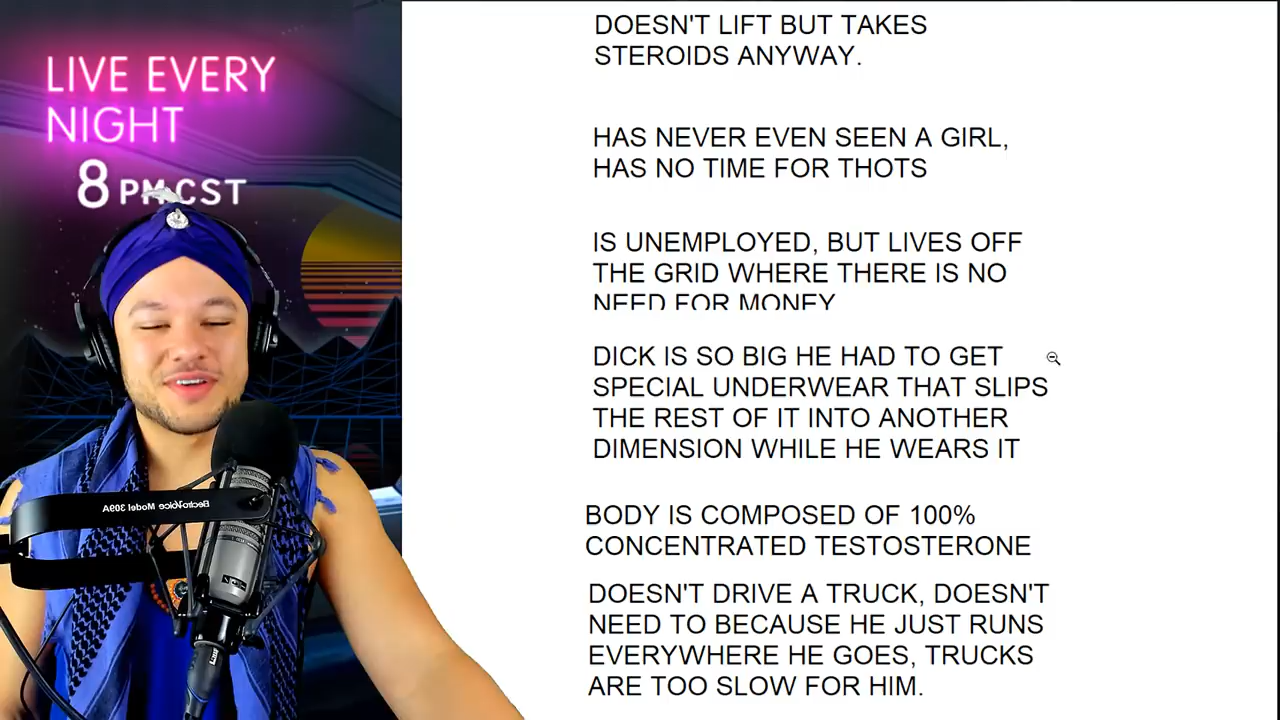 LIVE EVERY
NIGHT
8 PM CST
DOESN'T LIFT BUT TAKES
STEROIDS ANYWAY.
HAS NEVER EVEN SEEN A GIRL,
HAS NO TIME FOR THOTS
IS UNEMPLOYED, BUT LIVES OFF
THE GRID WHERE THERE IS NO
NEED FOR MONEY
DICK IS SO BIG HE HAD TO GET
SPECIAL UNDERWEAR THAT SLIPS
THE REST OF IT INTO ANOTHER
DIMENSION WHILE HE WEARS IT
BODY IS COMPOSED OF 100%
CONCENTRATED TESTOSTERONE
DOESN'T DRIVE A TRUCK, DOESN'T
NEED TO BECAUSE HE JUST RUNS
EVERYWHERE HE GOES, TRUCKS
ARE TOO SLOW FOR HIM.
ElectroVoice Model 309A